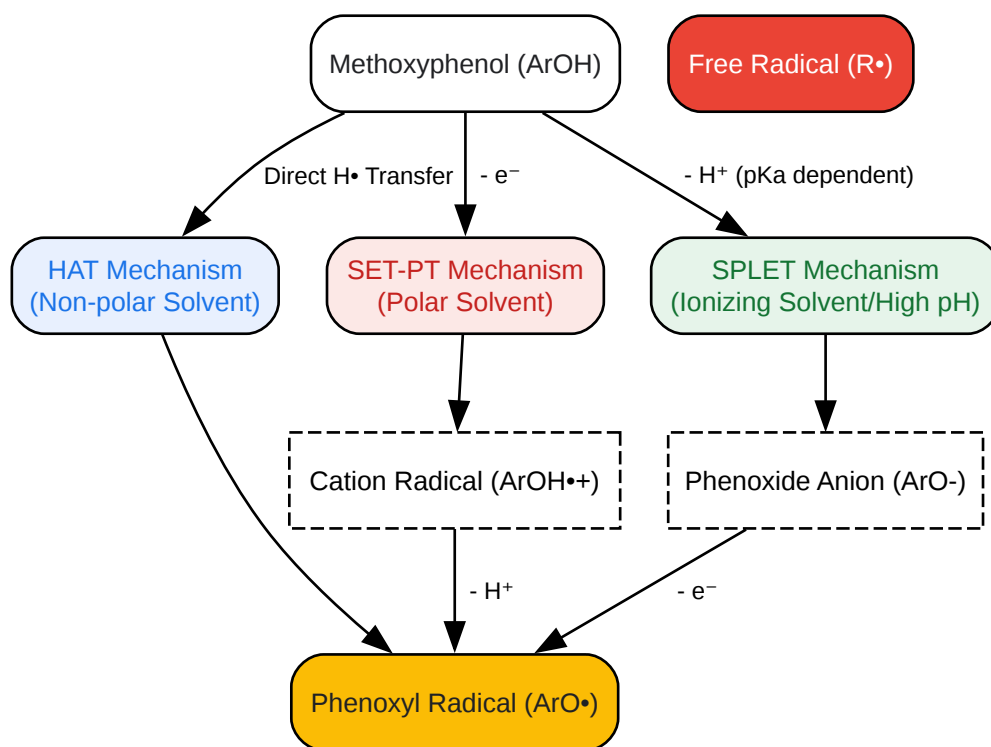 Methoxyphenol (ArOH)
Free Radical (R•)
Direct H• Transfer
- e⁻
- H⁺ (pKa dependent)
HAT Mechanism
(Non-polar Solvent)
SET-PT Mechanism
(Polar Solvent)
SPLET Mechanism
(Ionizing Solvent/High pH)
Cation Radical (ArOH•+)
Phenoxide Anion (ArO-)
- H⁺
- e⁻
Phenoxyl Radical (ArO•)